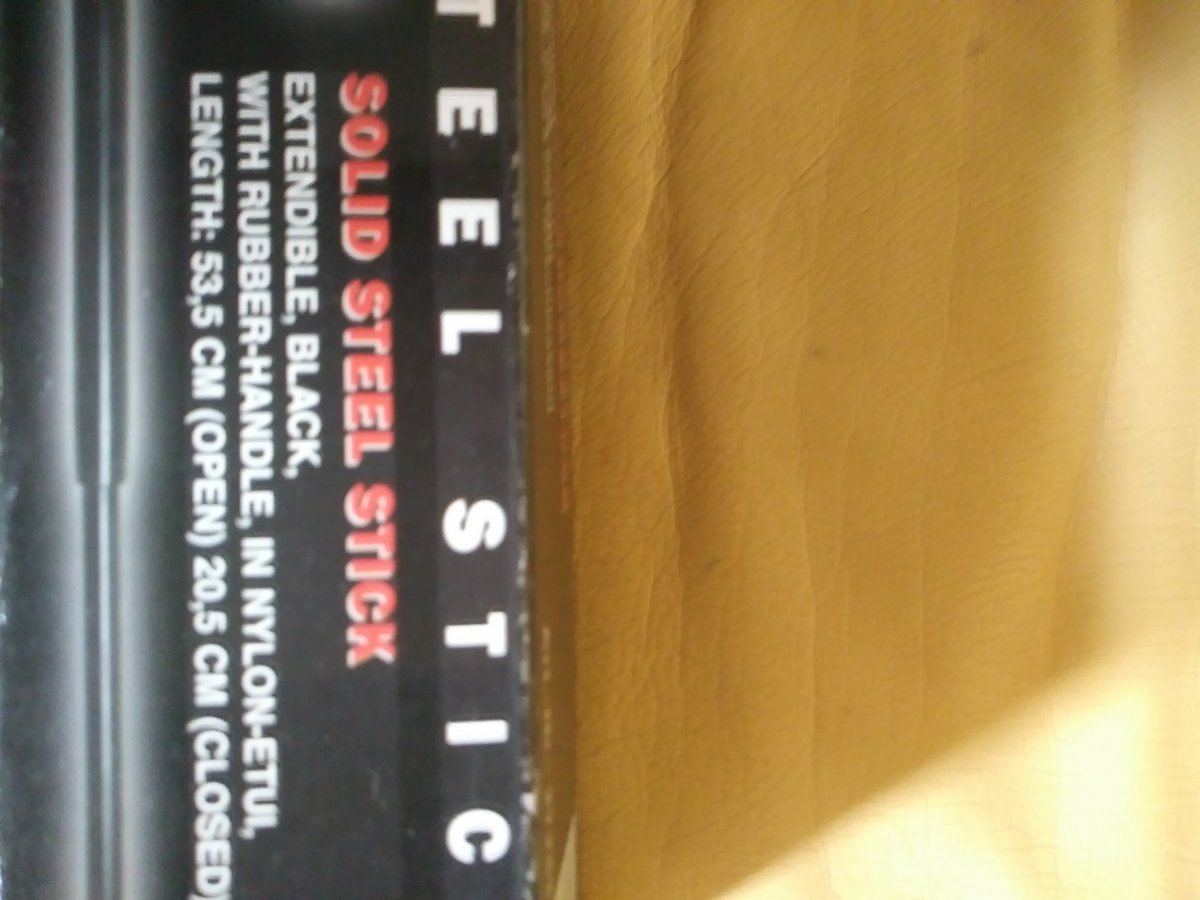 TEEL STIC
SOLID STEEL STICK
EXTENDIBLE, BLACK,
WITH RUBBER-HANDLE, IN NYLON-ETUI,
LENGTH: 53,5 CM (OPEN) 20,5 CM (CLOSED)